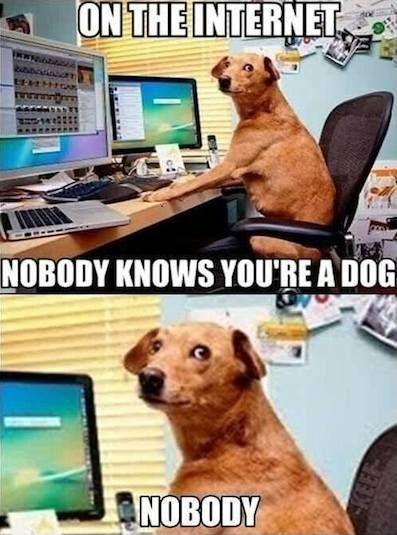 ON THE INTERNET
NOBODY KNOWS YOU'RE A DOG
NOBODY